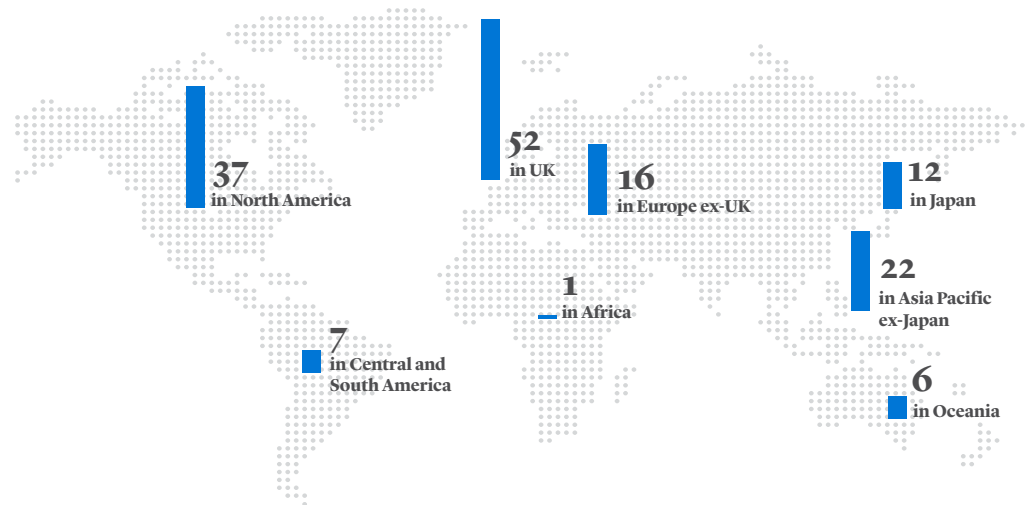 37
in North America
52
in UK
16
in Europe ex-UK
12
in Japan
22
in Asia Pacific
ex-Japan
1
in Africa
7
in Central and
South America
6
in Oceania